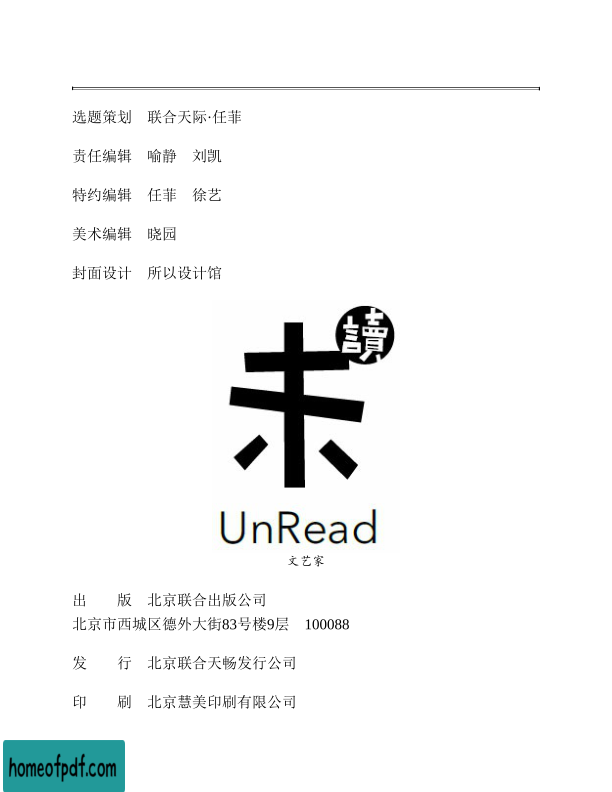 选题策划　联合天际·任菲
责任编辑　喻静　刘凯
特约编辑　任菲　徐艺
美术编辑　晓园
封面设计　所以设计馆
未
讀
UnRead
文艺家
出　　版　北京联合出版公司
北京市西城区德外大街83号楼9层　100088
发　　行　北京联合天畅发行公司
印　　刷　北京慧美印刷有限公司
homeofpdf.com